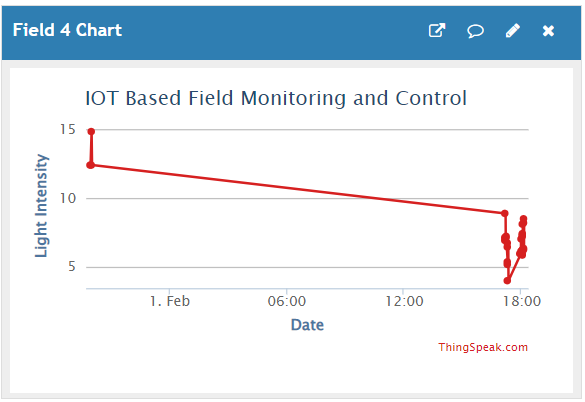 Field 4 Chart
IOT Based Field Monitoring and Control
15
10
5
Light Intensity
1. Feb
06:00
12:00
18:00
Date
ThingSpeak.com